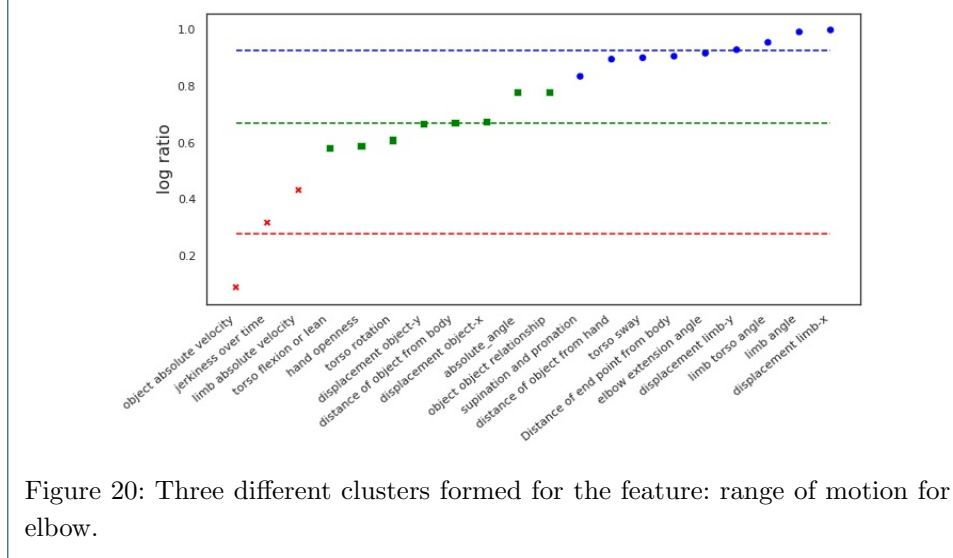 1.0
0.8
0.6
0.4
0.2
log ratio
object absolute velocity
jerkiness over time
limb absolute velocity
torso flexion or lean
hand openness
torso rotation
displacement object-y
distance of object from body
displacement object-x
absolute_angle
object object relationship
supination and pronation
distance of object from hand
torso sway
Distance of end point from body
elbow extension angle
displacement limb-y
limb torso angle
limb angle
displacement limb-x
Figure 20: Three different clusters formed for the feature: range of motion for
elbow.